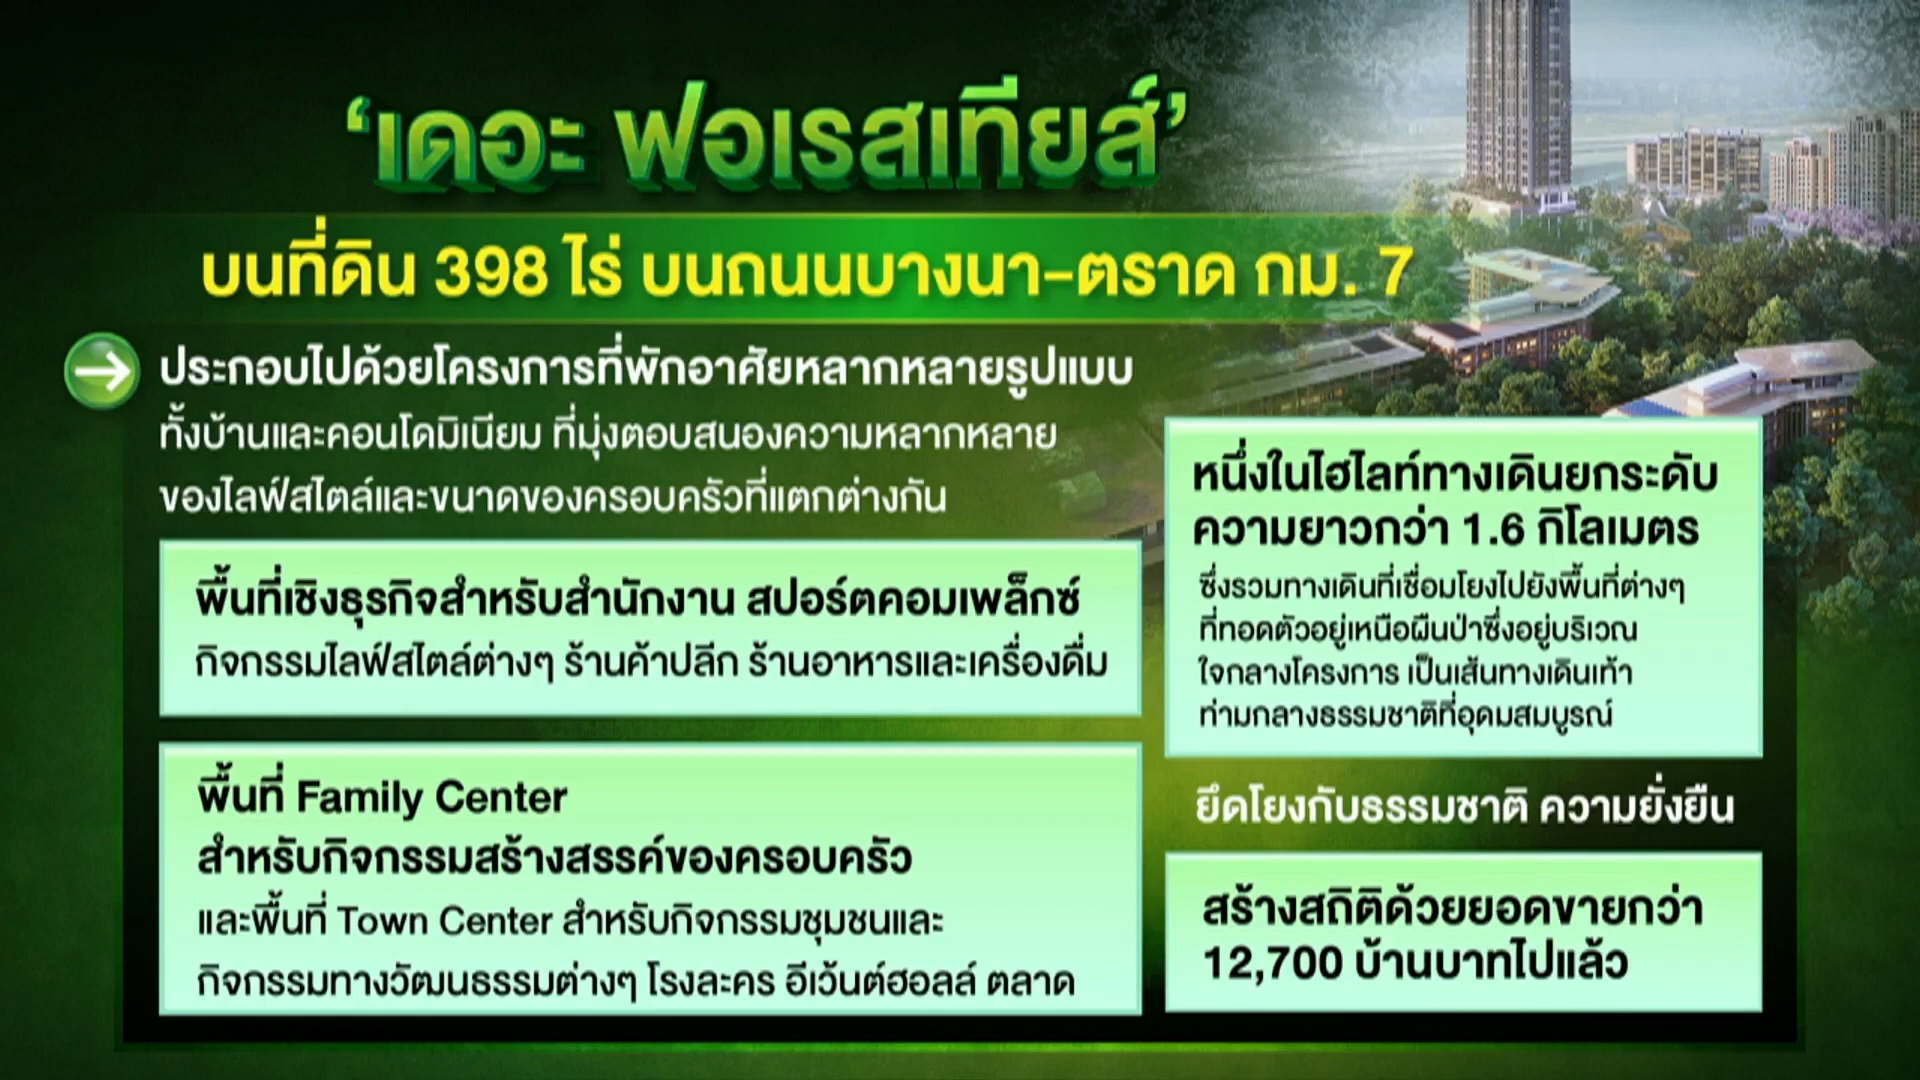 ‘เดอะ ฟอเรสเทียส์’
บนที่ดิน 398 ไร่ บนถนนบางนา-ตราด กม. 7
ประกอบไปด้วยโครงการที่พักอาศัยหลากหลายรูปแบบ
ทั้งบ้านและคอนโดมิเนียม ที่มุ่งตอบสนองความหลากหลาย
ของไลฟ์สไตล์และขนาดของครอบครัวที่แตกต่างกัน
พื้นที่เชิงธุรกิจสำหรับสำนักงาน สปอร์ตคอมเพล็กซ์
กิจกรรมไลฟ์สไตล์ต่างๆ ร้านค้าปลีก ร้านอาหารและเครื่องดื่ม
พื้นที่ Family Center
สำหรับกิจกรรมสร้างสรรค์ของครอบครัว
และพื้นที่ Town Center สำหรับกิจกรรมชุมชนและ
กิจกรรมทางวัฒนธรรมต่างๆ โรงละคร อีเว้นต์ฮอลล์ ตลาด
หนึ่งในไฮไลท์ทางเดินยกระดับ
ความยาวกว่า 1.6 กิโลเมตร
ซึ่งรวมทางเดินที่เชื่อมโยงไปยังพื้นที่ต่างๆ
ที่ทอดตัวอยู่เหนือผืนป่าซึ่งอยู่บริเวณ
ใจกลางโครงการ เป็นเส้นทางเดินเท้า
ท่ามกลางธรรมชาติที่อุดมสมบูรณ์
ยึดโยงกับธรรมชาติ ความยั่งยืน
สร้างสถิติด้วยยอดขายกว่า
12,700 บ้านบาทไปแล้ว